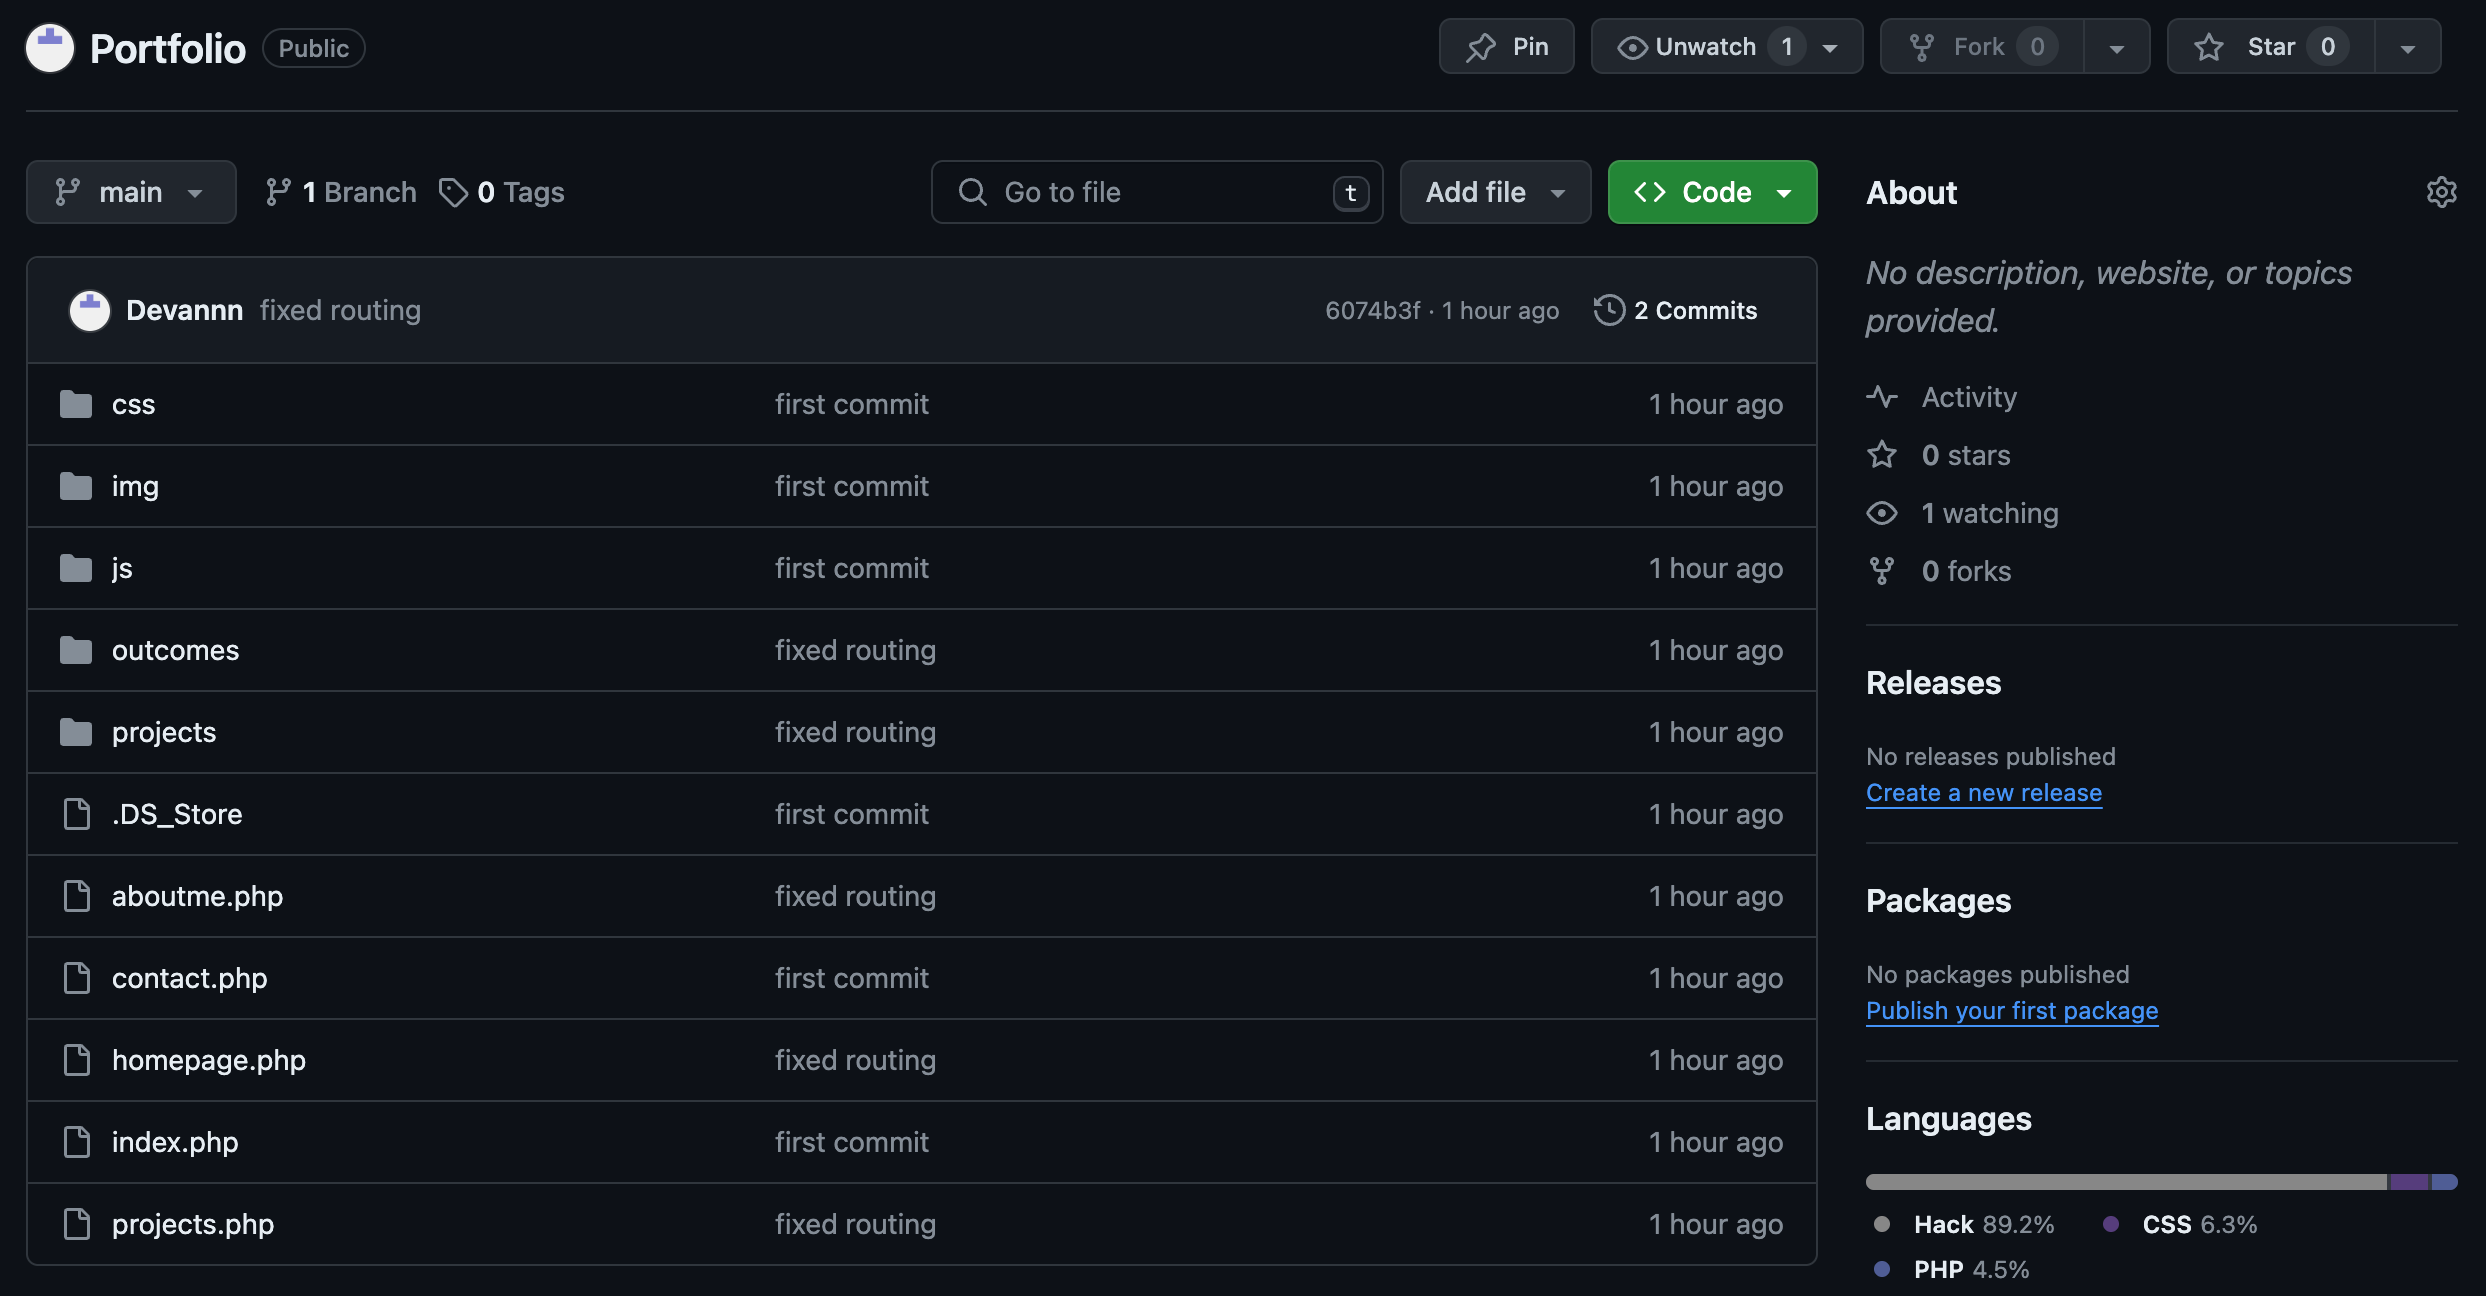 Portfolio Public Pin Unwatch 1 Fork 0 Star 0
main 1 Branch 0 Tags Go to file t Add file Code
Devannn fixed routing 6074b3f · 1 hour ago 2 Commits
css first commit 1 hour ago
img first commit 1 hour ago
js first commit 1 hour ago
outcomes fixed routing 1 hour ago
projects fixed routing 1 hour ago
.DS_Store first commit 1 hour ago
aboutme.php fixed routing 1 hour ago
contact.php first commit 1 hour ago
homepage.php fixed routing 1 hour ago
index.php first commit 1 hour ago
projects.php fixed routing 1 hour ago
About
No description, website, or topics
provided.
Activity
0 stars
1 watching
0 forks
Releases
No releases published
Create a new release
Packages
No packages published
Publish your first package
Languages
Hack 89.2% CSS 6.3%
PHP 4.5%